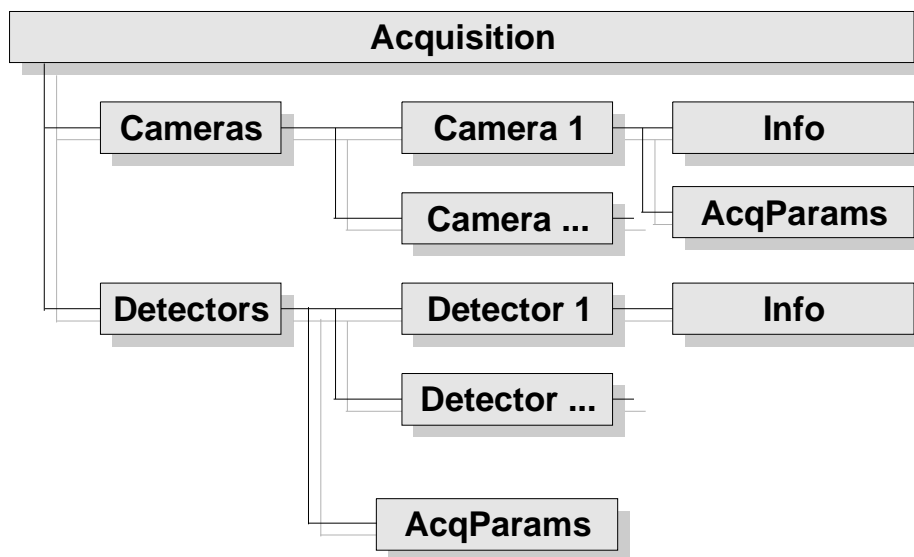 Acquisition
Cameras
Camera 1
Info
Camera ...
AcqParams
Detectors
Detector 1
Info
Detector ...
AcqParams